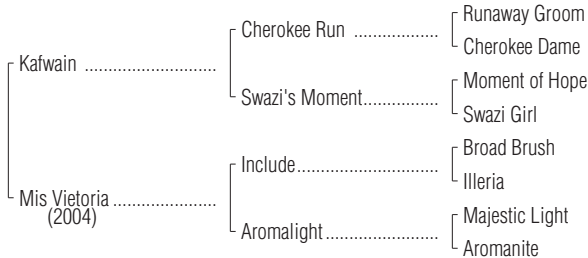 Runaway Groom
Cherokee Run ..................
Cherokee Dame
Kafwain ............................
Moment of Hope
Swazi's Moment................
Swazi Girl
Broad Brush
Include..............................
Illeria
Mis Vietoria ......................
(2004)
Majestic Light
Aromalight ........................
Aromanite